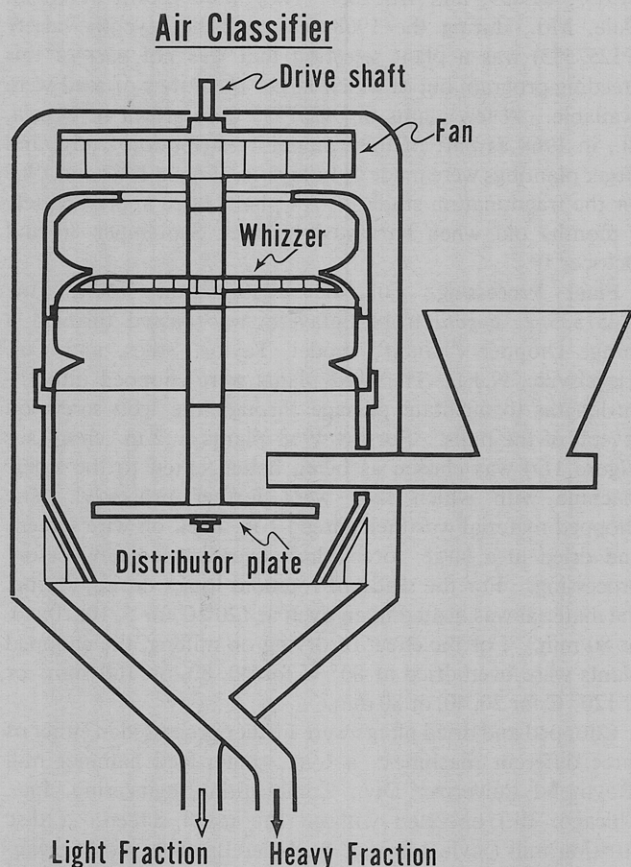 Air Classifier
Drive shaft
Fan
Whizzer
Distributor plate
Light Fraction
Heavy Fraction